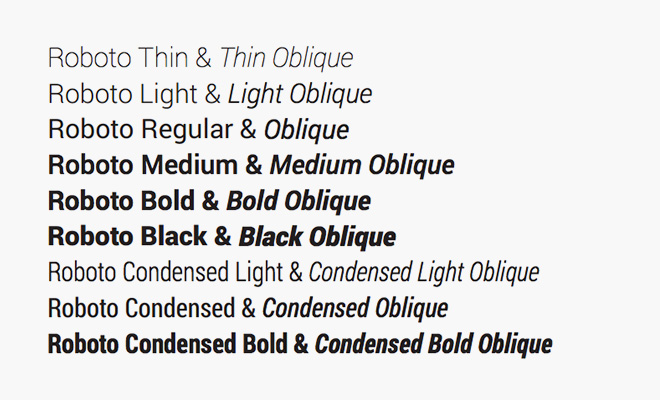 Roboto Thin & Thin Oblique
Roboto Light & Light Oblique
Roboto Regular & Oblique
Roboto Medium & Medium Oblique
Roboto Bold & Bold Oblique
Roboto Black & Black Oblique
Roboto Condensed Light & Condensed Light Oblique
Roboto Condensed & Condensed Oblique
Roboto Condensed Bold & Condensed Bold Oblique